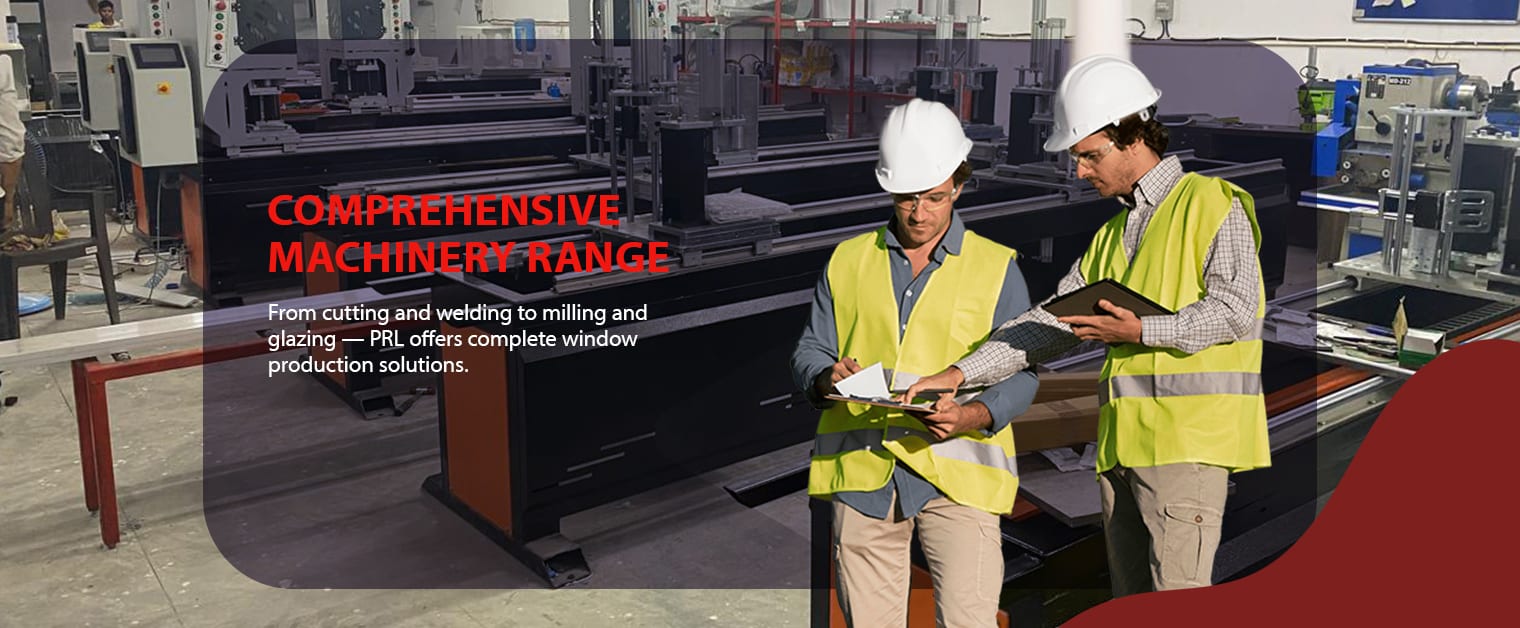 COMPREHENSIVE
MACHINERY RANGE
From cutting and welding to milling and
glazing — PRL offers complete window
production solutions.